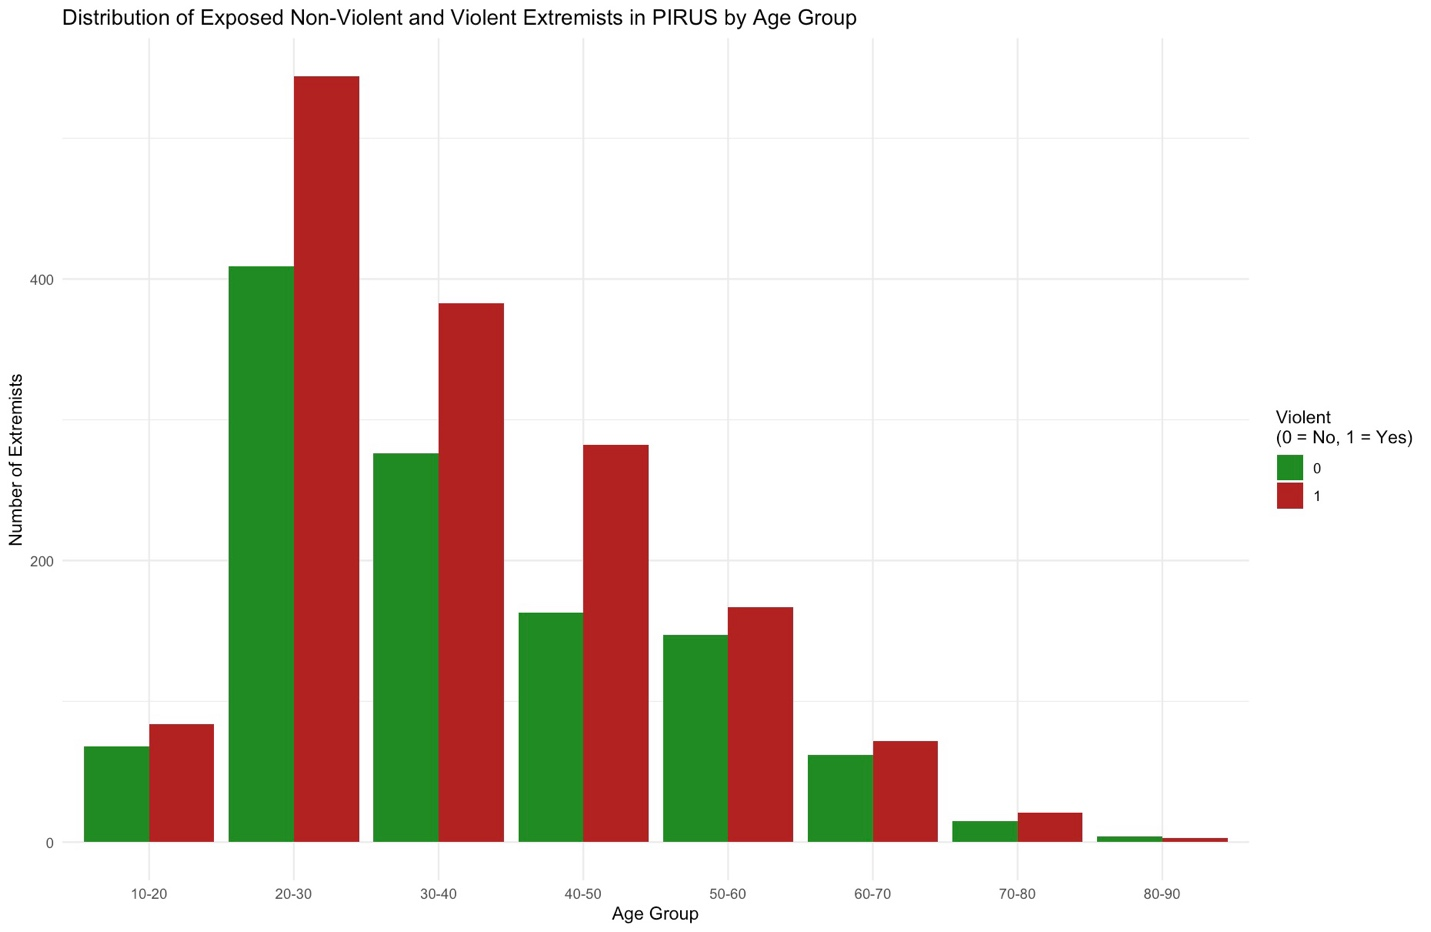 Distribution of Exposed Non-Violent and Violent Extremists in PIRUS by Age Group
Number of Extremists
400
200
0
10-20 20-30 30-40 40-50 50-60 60-70 70-80 80-90
Age Group
Violent
(0 = No, 1 = Yes)
0
1